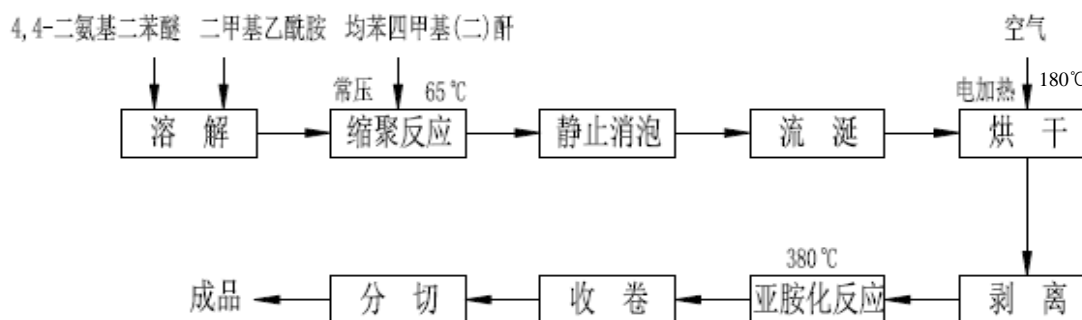 4,4-二氨基二苯醚 二甲基乙酰胺 均苯四甲基(二)酐 空气
常压 65℃ 电加热 180℃
溶解 缩聚反应 静止消泡 流涎 烘干
380℃
成品 分切 收卷 亚胺化反应 剥离